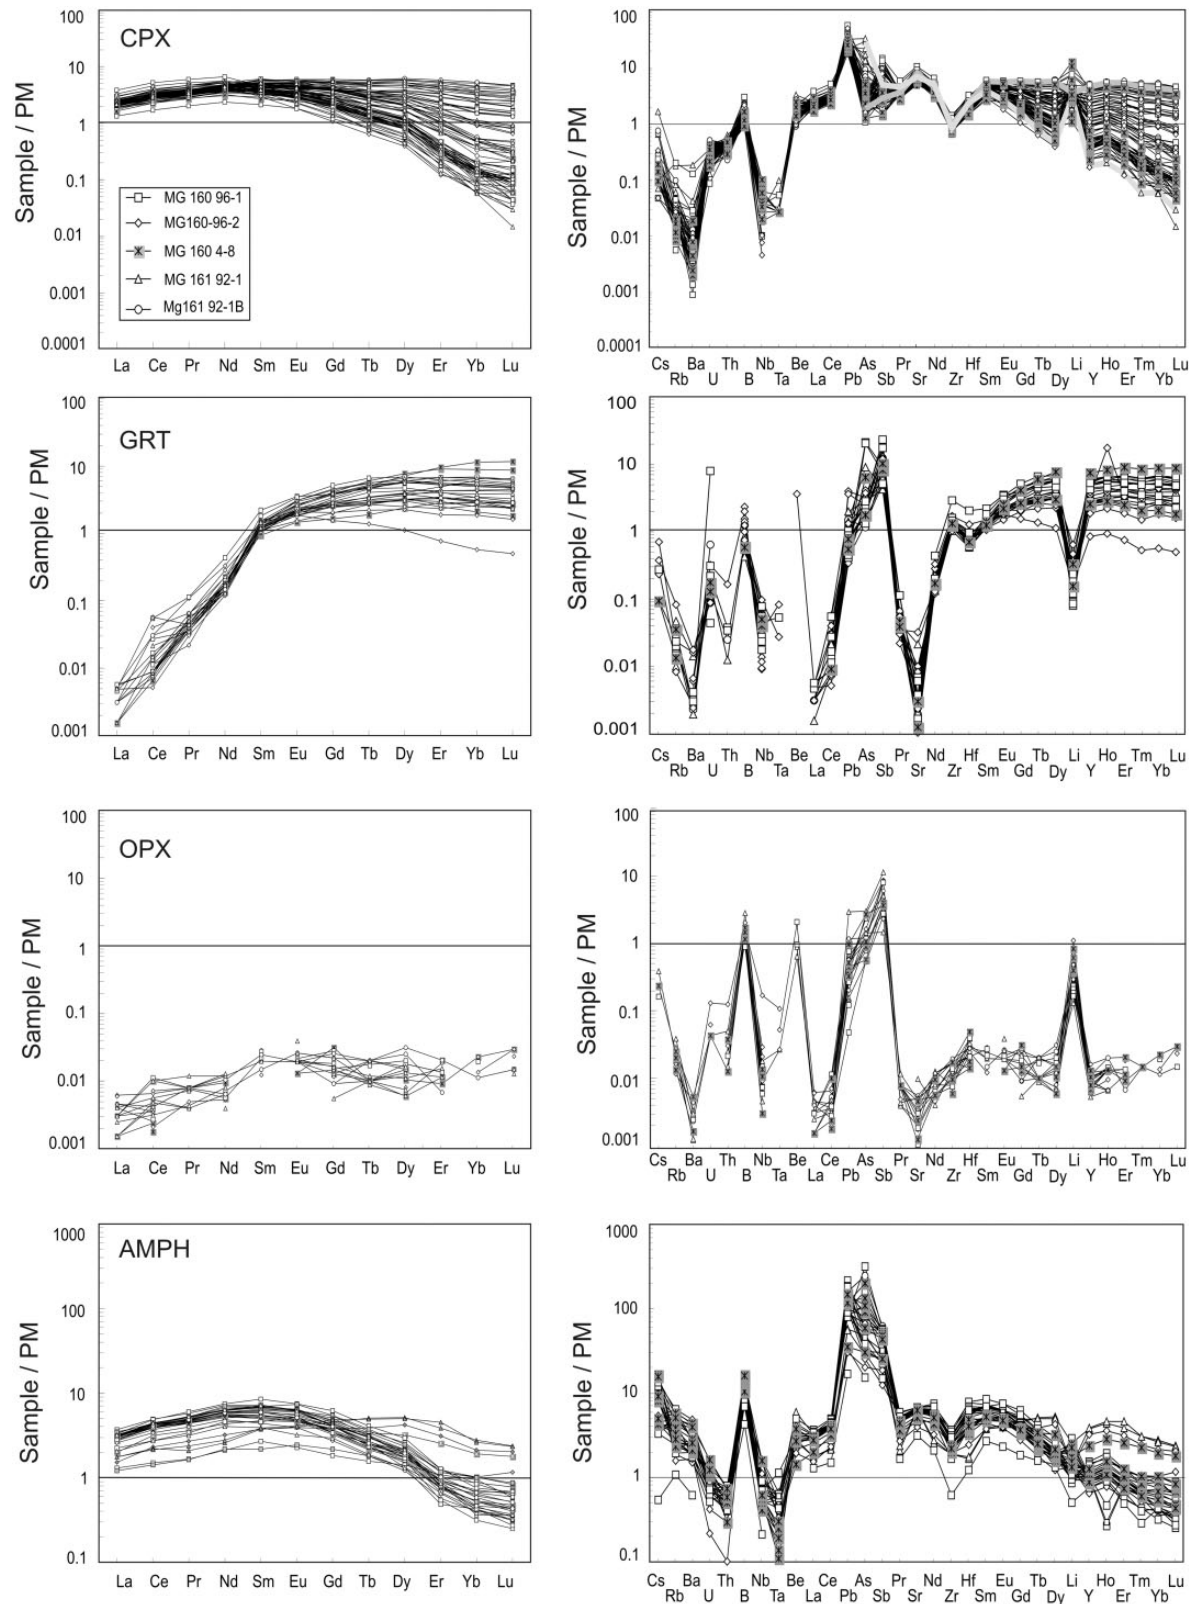 100
10
1
0.1
0.01
0.001
0.0001
Sample / PM
CPX
MG 160 96-1
MG160-96-2
MG 160 4-8
MG 161 92-1
Mg161 92-1B
La Ce Pr Nd Sm Eu Gd Tb Dy Er Yb Lu
100
10
1
0.1
0.01
0.001
0.0001
Sample / PM
Cs Ba Th Nb Be Ce As Pr Nd Hf Eu Tb Li Ho Tm Lu
Rb U B Ta La Pb Sb Sr Zr Sm Gd Dy Y Er Yb
100
10
1
0.1
0.01
0.001
Sample / PM
GRT
La Ce Pr Nd Sm Eu Gd Tb Dy Er Yb Lu
100
10
1
0.1
0.01
0.001
Sample / PM
Cs Ba Th Nb Be Ce As Pr Nd Hf Eu Tb Li Ho Tm Lu
Rb U B Ta La Pb Sb Sr Zr Sm Gd Dy Y Er Yb
100
10
1
0.1
0.01
0.001
Sample / PM
OPX
La Ce Pr Nd Sm Eu Gd Tb Dy Er Yb Lu
100
10
1
0.1
0.01
0.001
Sample / PM
Cs Ba Th Nb Be Ce As Pr Nd Hf Eu Tb Li Ho Tm Lu
Rb U B Ta La Pb Sb Sr Zr Sm Gd Dy Y Er Yb
1000
100
10
1
0.1
Sample / PM
AMPH
La Ce Pr Nd Sm Eu Gd Tb Dy Er Yb Lu
1000
100
10
1
0.1
Sample / PM
Cs Ba Th Nb Be Ce As Pr Nd Hf Eu Tb Li Ho Tm Lu
Rb U B Ta La Pb Sb Sr Zr Sm Gd Dy Y Er Yb